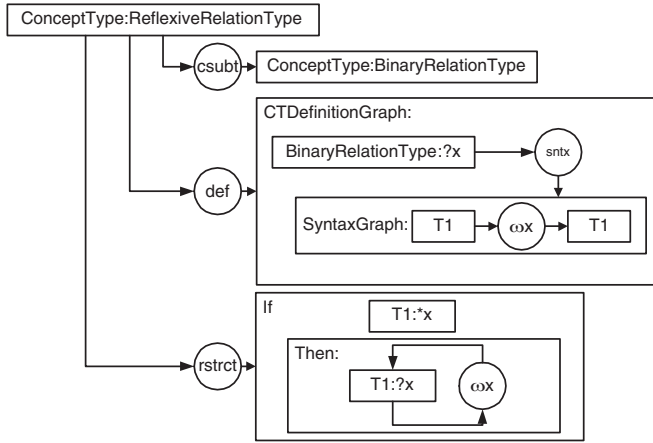 ConceptType:ReflexiveRelationType
csubt
ConceptType:BinaryRelationType
CTDefinitionGraph:
BinaryRelationType:?x
sntx
def
SyntaxGraph:
T1
ωx
T1
If
T1:*x
Then:
rstrct
T1:?x
ωx